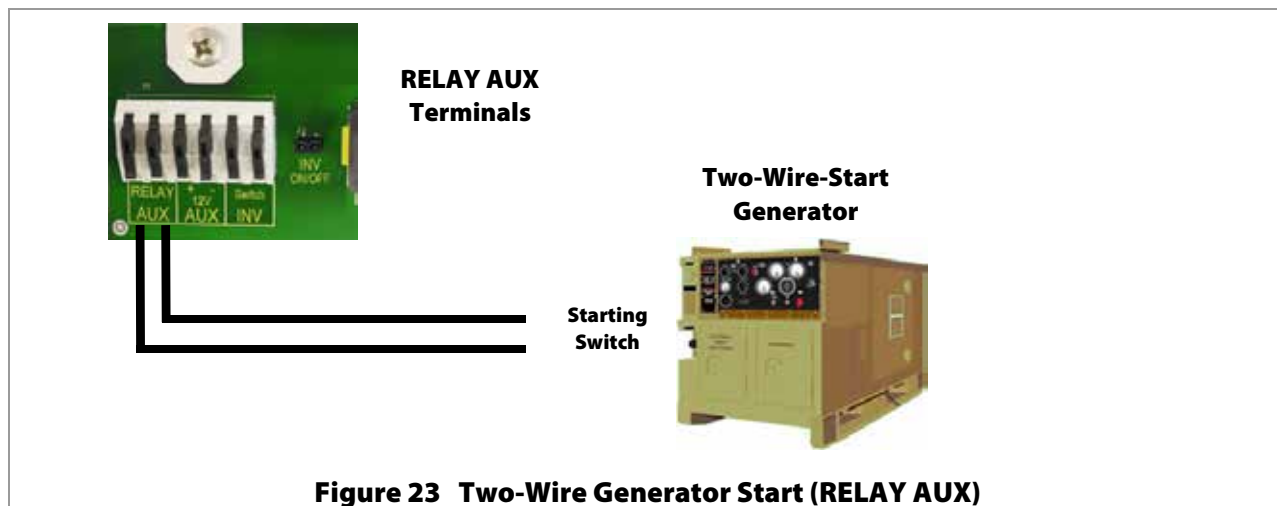 RELAY AUX
Terminals
INV
ON/OFF
RELAY
AUX
+ -
12V
AUX
Switch
INV
Two-Wire-Start
Generator
Starting
Switch
Figure 23 Two-Wire Generator Start (RELAY AUX)